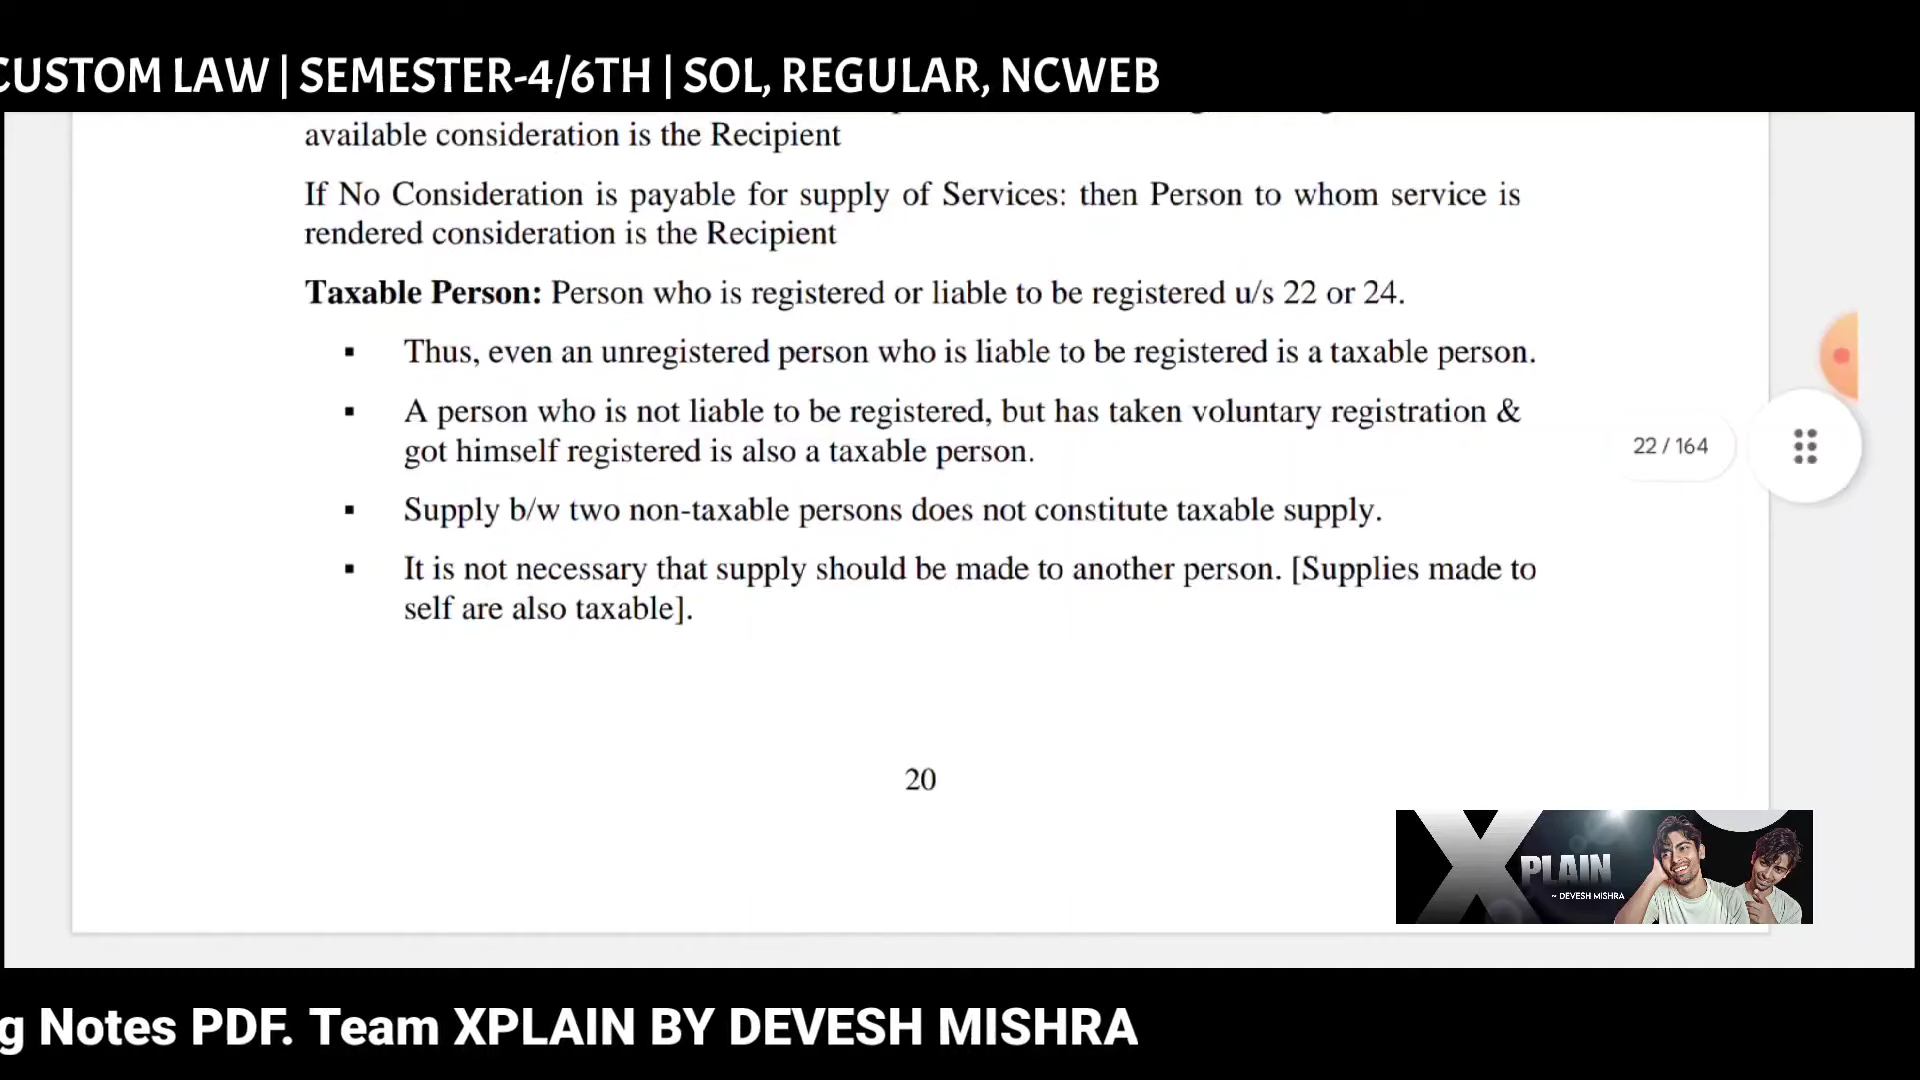 CUSTOM LAW | SEMESTER-4/6TH | SOL, REGULAR, NCWEB
available consideration is the Recipient
If No Consideration is payable for supply of Services: then Person to whom service is
rendered consideration is the Recipient
Taxable Person: Person who is registered or liable to be registered u/s 22 or 24.
▪ Thus, even an unregistered person who is liable to be registered is a taxable person.
▪ A person who is not liable to be registered, but has taken voluntary registration &
got himself registered is also a taxable person.
▪ Supply b/w two non-taxable persons does not constitute taxable supply.
▪ It is not necessary that supply should be made to another person. [Supplies made to
self are also taxable].
22 / 164
20
XPLAIN
~ DEVESH MISHRA
g Notes PDF. Team XPLAIN BY DEVESH MISHRA